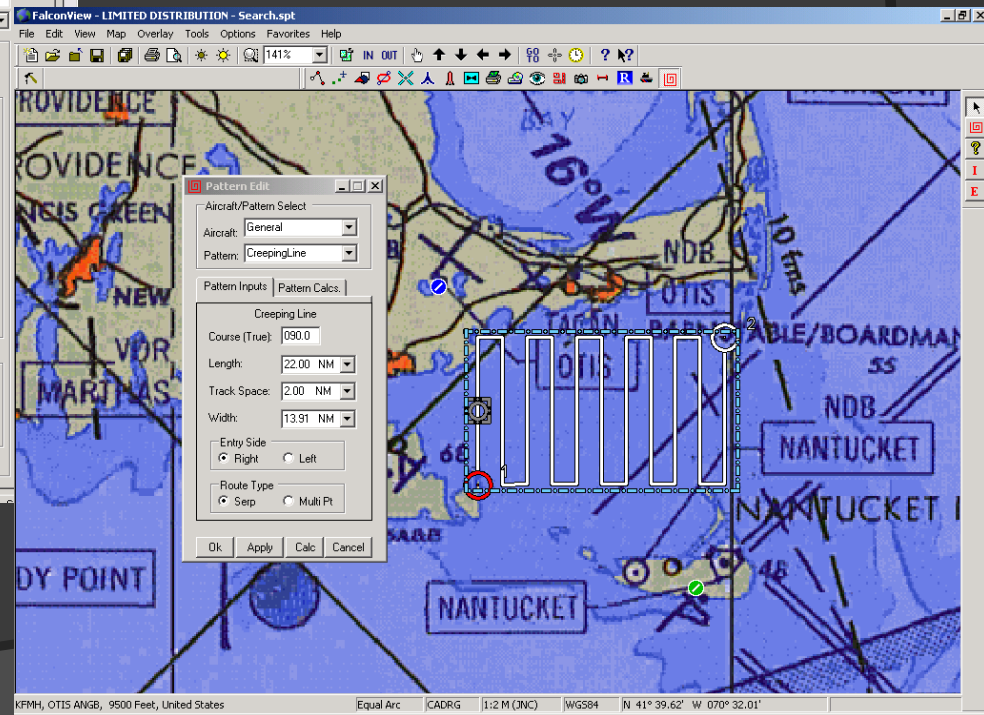 FalconView - LIMITED DISTRIBUTION - Search.spt
File Edit View Map Overlay Tools Options Favorites Help
141% IN OUT GO TO ? ?
R
ROVIDENCE
BAY
I
E
ROVIDENCE
16°W
NCIS GREEN
Pattern Edit
Aircraft/Pattern Select
Aircraft: General
Pattern: CreepingLine
NDB
10 fms
OTIS
NEW
Pattern Inputs Pattern Calcs.
Creeping Line
Course (True): 090.0
2
ABLE/BOARDMAN
VOR
Length: 22.00 NM
OTIS
55
MARTHAS
Track Space: 2.00 NM
Width: 13.91 NM
NDB
NANTUCKET
Entry Side
Right Left
68
1
Route Type
Serp Multi Pt
NANTUCKET
Ok Apply Calc Cancel
DY POINT
48
NANTUCKET
KFMH, OTIS ANGB, 9500 Feet, United States Equal Arc CADRG 1:2 M (JNC) WGS84 N 41° 39.62' W 070° 32.01'